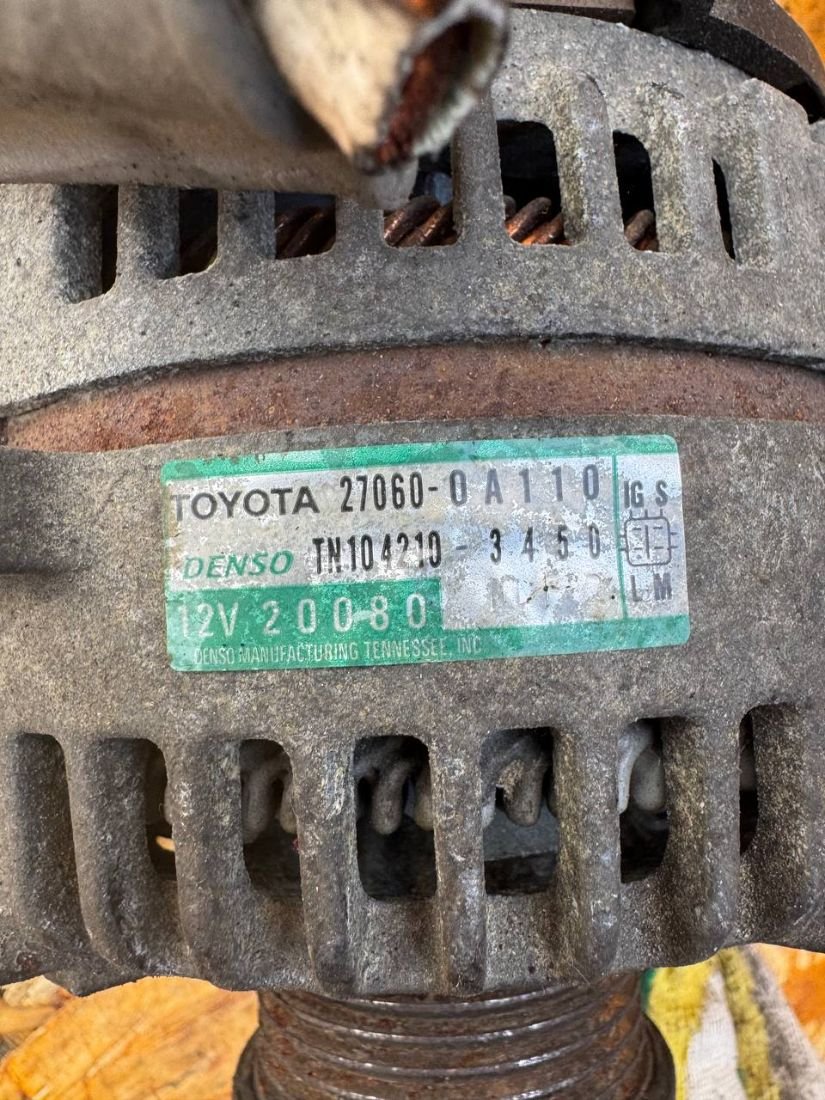 TOYOTA 27060-0A110
DENSO TN104210-3450
12V 20080
DENSO MANUFACTURING TENNESSEE, INC
IG S
L M